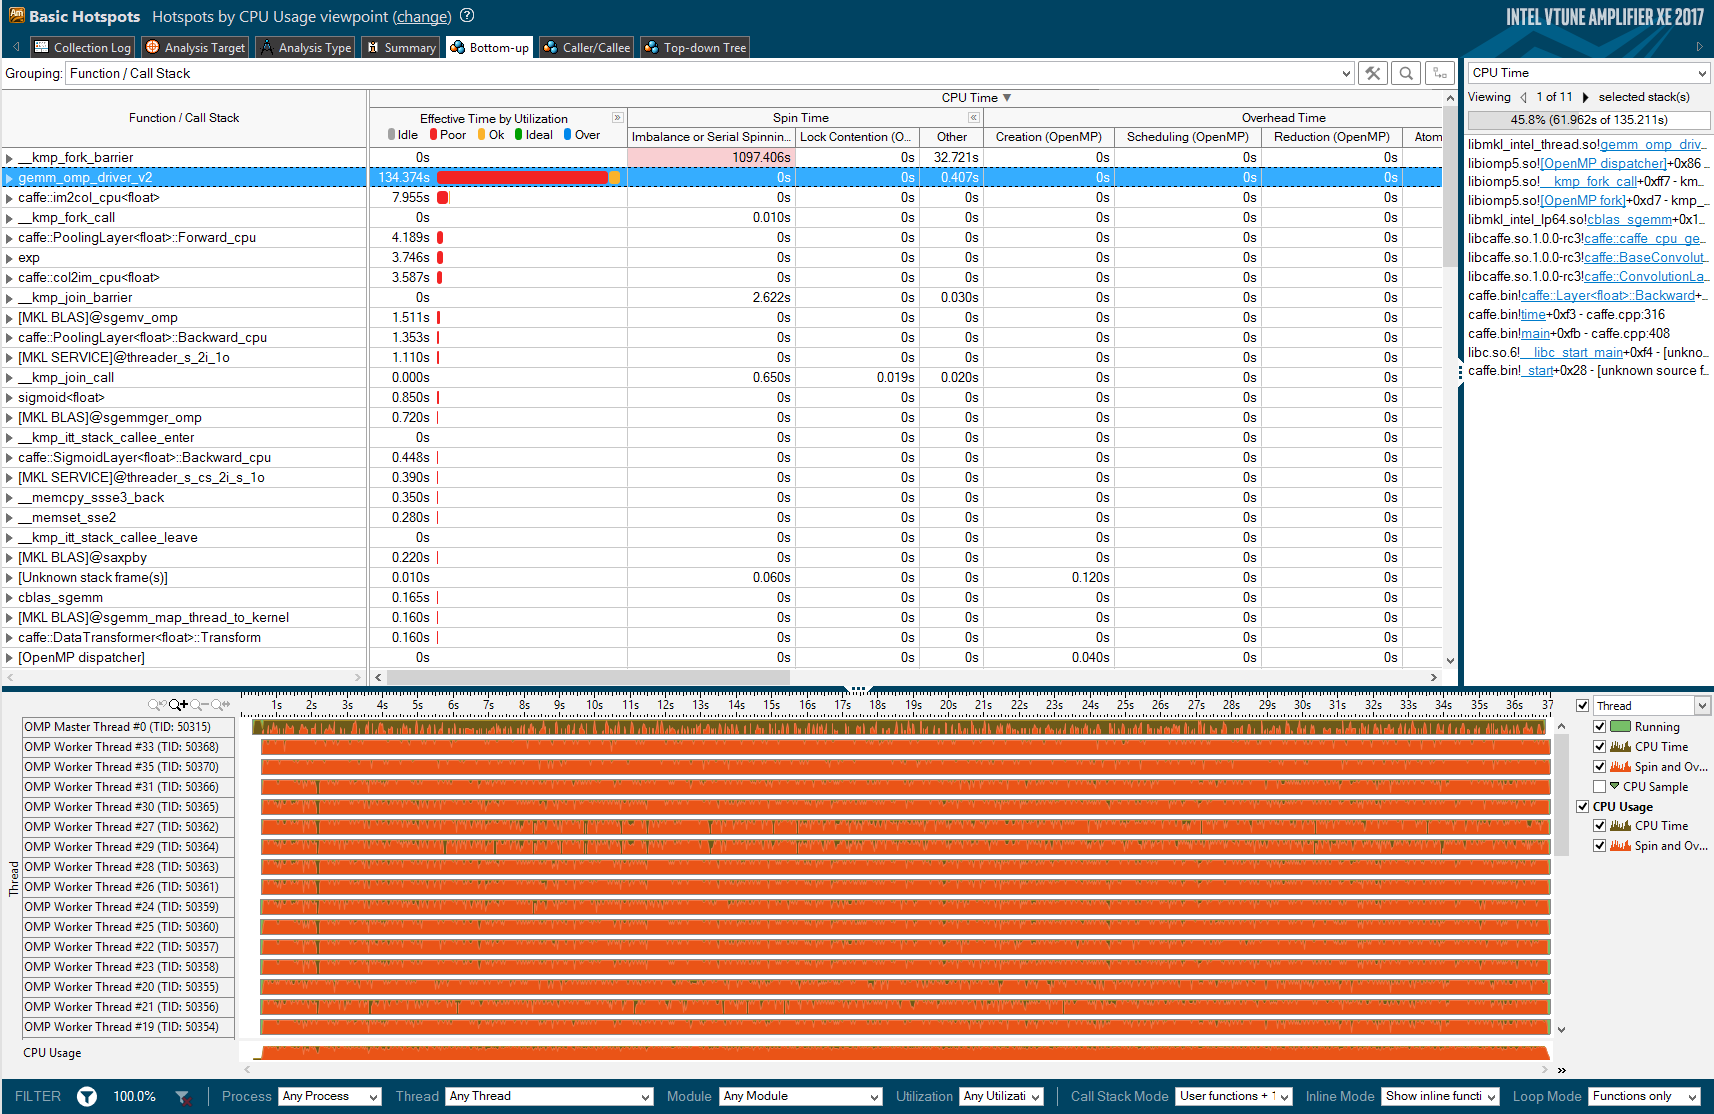 Basic Hotspots Hotspots by CPU Usage viewpoint (change) ?
INTEL VTUNE AMPLIFIER XE 2017
Collection Log Analysis Target Analysis Type Summary Bottom-up Caller/Callee Top-down Tree
Grouping: Function / Call Stack
Function / Call Stack
CPU Time
Effective Time by Utilization
Idle Poor Ok Ideal Over
Spin Time
Overhead Time
Imbalance or Serial Spinnin... Lock Contention (O... Other Creation (OpenMP) Scheduling (OpenMP) Reduction (OpenMP) Atom
__kmp_fork_barrier 0s 1097.406s 0s 32.721s 0s 0s 0s
gemm_omp_driver_v2 134.374s 0s 0s 0.407s 0s 0s 0s
caffe::im2col_cpu<float> 7.955s 0s 0s 0s 0s 0s 0s
__kmp_fork_call 0s 0.010s 0s 0s 0s 0s 0s
caffe::PoolingLayer<float>::Forward_cpu 4.189s 0s 0s 0s 0s 0s 0s
exp 3.746s 0s 0s 0s 0s 0s 0s
caffe::col2im_cpu<float> 3.587s 0s 0s 0s 0s 0s 0s
__kmp_join_barrier 0s 2.622s 0s 0.030s 0s 0s 0s
[MKL BLAS]@sgemv_omp 1.511s 0s 0s 0s 0s 0s 0s
caffe::PoolingLayer<float>::Backward_cpu 1.353s 0s 0s 0s 0s 0s 0s
[MKL SERVICE]@threader_s_2i_1o 1.110s 0s 0s 0s 0s 0s 0s
__kmp_join_call 0.000s 0.650s 0.019s 0.020s 0s 0s 0s
sigmoid<float> 0.850s 0s 0s 0s 0s 0s 0s
[MKL BLAS]@sgemmger_omp 0.720s 0s 0s 0s 0s 0s 0s
__kmp_itt_stack_callee_enter 0s 0s 0s 0s 0s 0s 0s
caffe::SigmoidLayer<float>::Backward_cpu 0.448s 0s 0s 0s 0s 0s 0s
[MKL SERVICE]@threader_s_cs_2i_s_1o 0.390s 0s 0s 0s 0s 0s 0s
__memcpy_ssse3_back 0.350s 0s 0s 0s 0s 0s 0s
__memset_sse2 0.280s 0s 0s 0s 0s 0s 0s
__kmp_itt_stack_callee_leave 0s 0s 0s 0s 0s 0s 0s
[MKL BLAS]@saxpby 0.220s 0s 0s 0s 0s 0s 0s
[Unknown stack frame(s)] 0.010s 0.060s 0s 0s 0.120s 0s 0s
cblas_sgemm 0.165s 0s 0s 0s 0s 0s 0s
[MKL BLAS]@sgemm_map_thread_to_kernel 0.160s 0s 0s 0s 0s 0s 0s
caffe::DataTransformer<float>::Transform 0.160s 0s 0s 0s 0s 0s 0s
[OpenMP dispatcher] 0s 0s 0s 0s 0.040s 0s 0s
CPU Time
Viewing 1 of 11 selected stack(s)
45.8% (61.962s of 135.211s)
libmkl_intel_thread.so!gemm_omp_driv...
libiomp5.so![OpenMP dispatcher]+0x86
libiomp5.so!__kmp_fork_call+0xff7 - km...
libiomp5.so![OpenMP fork]+0xd7 - kmp_...
libmkl_intel_lp64.so!cblas_sgemm+0x1...
libcaffe.so.1.0.0-rc3!caffe::caffe_cpu_ge...
libcaffe.so.1.0.0-rc3!caffe::BaseConvolut...
libcaffe.so.1.0.0-rc3!caffe::ConvolutionLa...
caffe.bin!caffe::Layer<float>::Backward+...
caffe.bin!time+0xf3 - caffe.cpp:316
caffe.bin!main+0xfb - caffe.cpp:408
libc.so.6!__libc_start_main+0xf4 - [unkno...
caffe.bin!_start+0x28 - [unknown source f...
1s 2s 3s 4s 5s 6s 7s 8s 9s 10s 11s 12s 13s 14s 15s 16s 17s 18s 19s 20s 21s 22s 23s 24s 25s 26s 27s 28s 29s 30s 31s 32s 33s 34s 35s 36s 37
Thread
OMP Master Thread #0 (TID: 50315)
OMP Worker Thread #33 (TID: 50368)
OMP Worker Thread #35 (TID: 50370)
OMP Worker Thread #31 (TID: 50366)
OMP Worker Thread #30 (TID: 50365)
OMP Worker Thread #27 (TID: 50362)
OMP Worker Thread #29 (TID: 50364)
OMP Worker Thread #28 (TID: 50363)
OMP Worker Thread #26 (TID: 50361)
OMP Worker Thread #24 (TID: 50359)
OMP Worker Thread #25 (TID: 50360)
OMP Worker Thread #22 (TID: 50357)
OMP Worker Thread #23 (TID: 50358)
OMP Worker Thread #20 (TID: 50355)
OMP Worker Thread #21 (TID: 50356)
OMP Worker Thread #19 (TID: 50354)
CPU Usage
Thread
Running
CPU Time
Spin and Ov...
CPU Sample
CPU Usage
CPU Time
Spin and Ov...
FILTER 100.0% Process Any Process Thread Any Thread Module Any Module Utilization Any Utilizati Call Stack Mode User functions + 1 Inline Mode Show inline functi Loop Mode Functions only